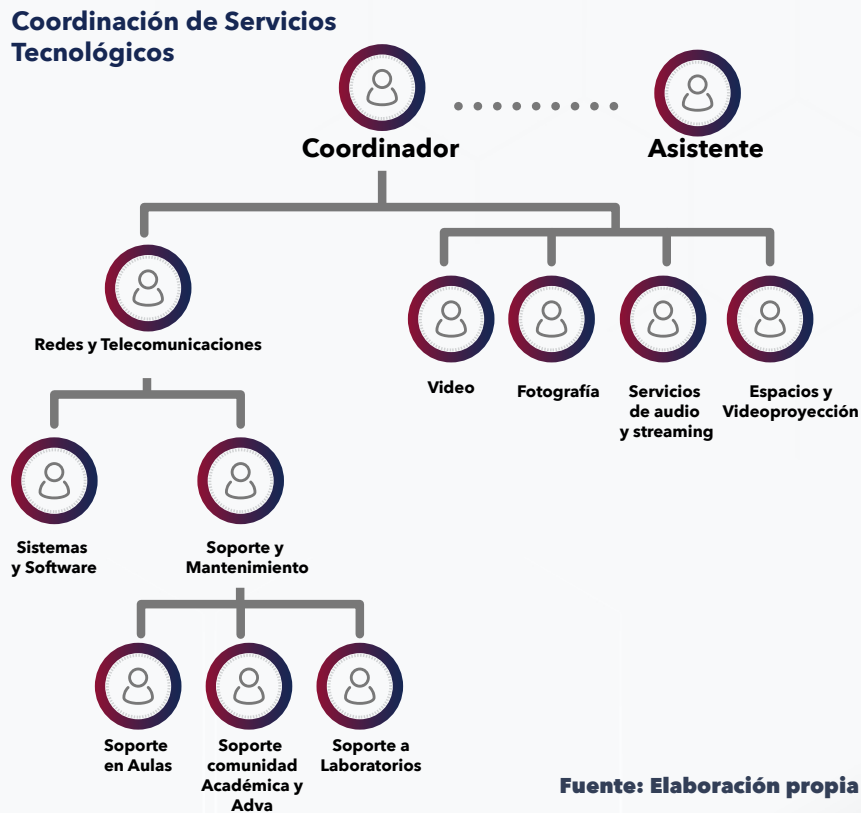 Coordinación de Servicios
Tecnológicos
Coordinador
Asistente
Redes y Telecomunicaciones
Video
Fotografía
Servicios
de audio
y streaming
Espacios y
Videoproyección
Sistemas
y Software
Soporte y
Mantenimiento
Soporte
en Aulas
Soporte
comunidad
Académica y
Adva
Soporte a
Laboratorios
Fuente: Elaboración propia